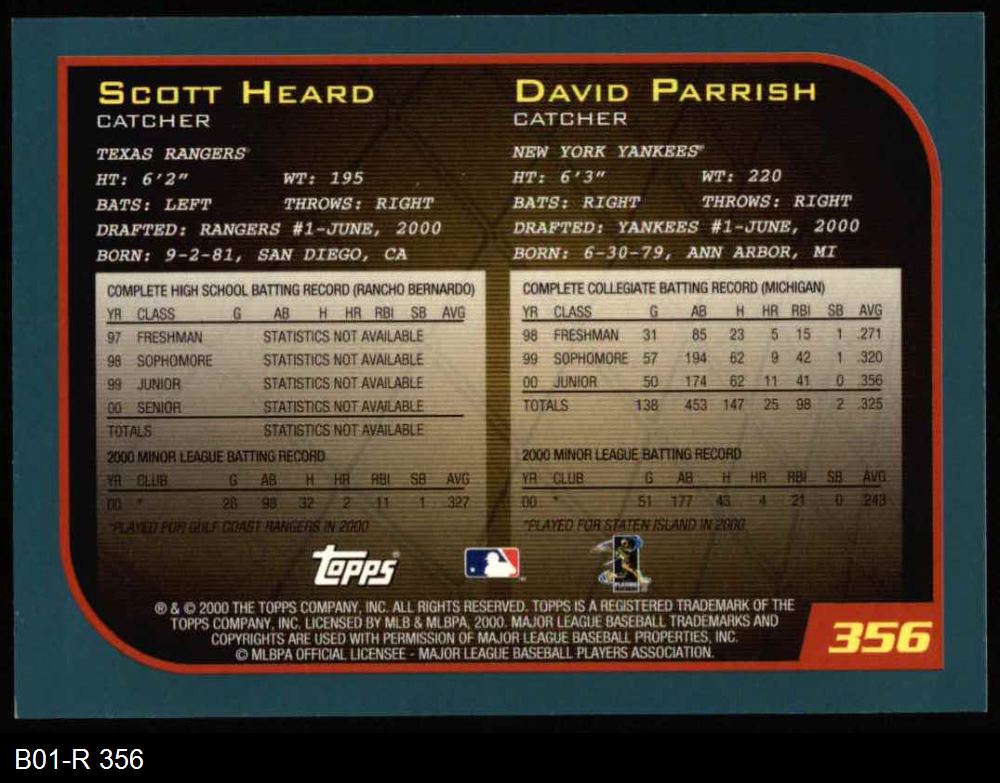 SCOTT HEARD
CATCHER
TEXAS RANGERS
HT: 6'2" WT: 195
BATS: LEFT THROWS: RIGHT
DRAFTED: RANGERS #1-JUNE, 2000
BORN: 9-2-81, SAN DIEGO, CA
COMPLETE HIGH SCHOOL BATTING RECORD (RANCHO BERNARDO)
YR CLASS G AB H HR RBI SB AVG
97 FRESHMAN STATISTICS NOT AVAILABLE
98 SOPHOMORE STATISTICS NOT AVAILABLE
99 JUNIOR STATISTICS NOT AVAILABLE
00 SENIOR STATISTICS NOT AVAILABLE
TOTALS STATISTICS NOT AVAILABLE
2000 MINOR LEAGUE BATTING RECORD
YR CLUB G AB H HR RBI SB AVG
00 * 28 98 32 2 11 1 .327
*PLAYED FOR GULF COAST RANGERS IN 2000
DAVID PARRISH
CATCHER
NEW YORK YANKEES®
HT: 6'3" WT: 220
BATS: RIGHT THROWS: RIGHT
DRAFTED: YANKEES #1-JUNE, 2000
BORN: 6-30-79, ANN ARBOR, MI
COMPLETE COLLEGIATE BATTING RECORD (MICHIGAN)
YR CLASS G AB H HR RBI SB AVG
98 FRESHMAN 31 85 23 5 15 1 .271
99 SOPHOMORE 57 194 62 9 42 1 .320
00 JUNIOR 50 174 62 11 41 0 .356
TOTALS 138 453 147 25 98 2 .325
2000 MINOR LEAGUE BATTING RECORD
YR CLUB G AB H HR RBI SB AVG
00 * 51 177 43 4 21 0 .243
*PLAYED FOR STATEN ISLAND IN 2000
TOPPS®
PLAYERS
® & © 2000 THE TOPPS COMPANY, INC. ALL RIGHTS RESERVED. TOPPS IS A REGISTERED TRADEMARK OF THE
TOPPS COMPANY, INC. LICENSED BY MLB & MLBPA, 2000. MAJOR LEAGUE BASEBALL TRADEMARKS AND
COPYRIGHTS ARE USED WITH PERMISSION OF MAJOR LEAGUE BASEBALL PROPERTIES, INC.
© MLBPA OFFICIAL LICENSEE - MAJOR LEAGUE BASEBALL PLAYERS ASSOCIATION.
356
B01-R 356